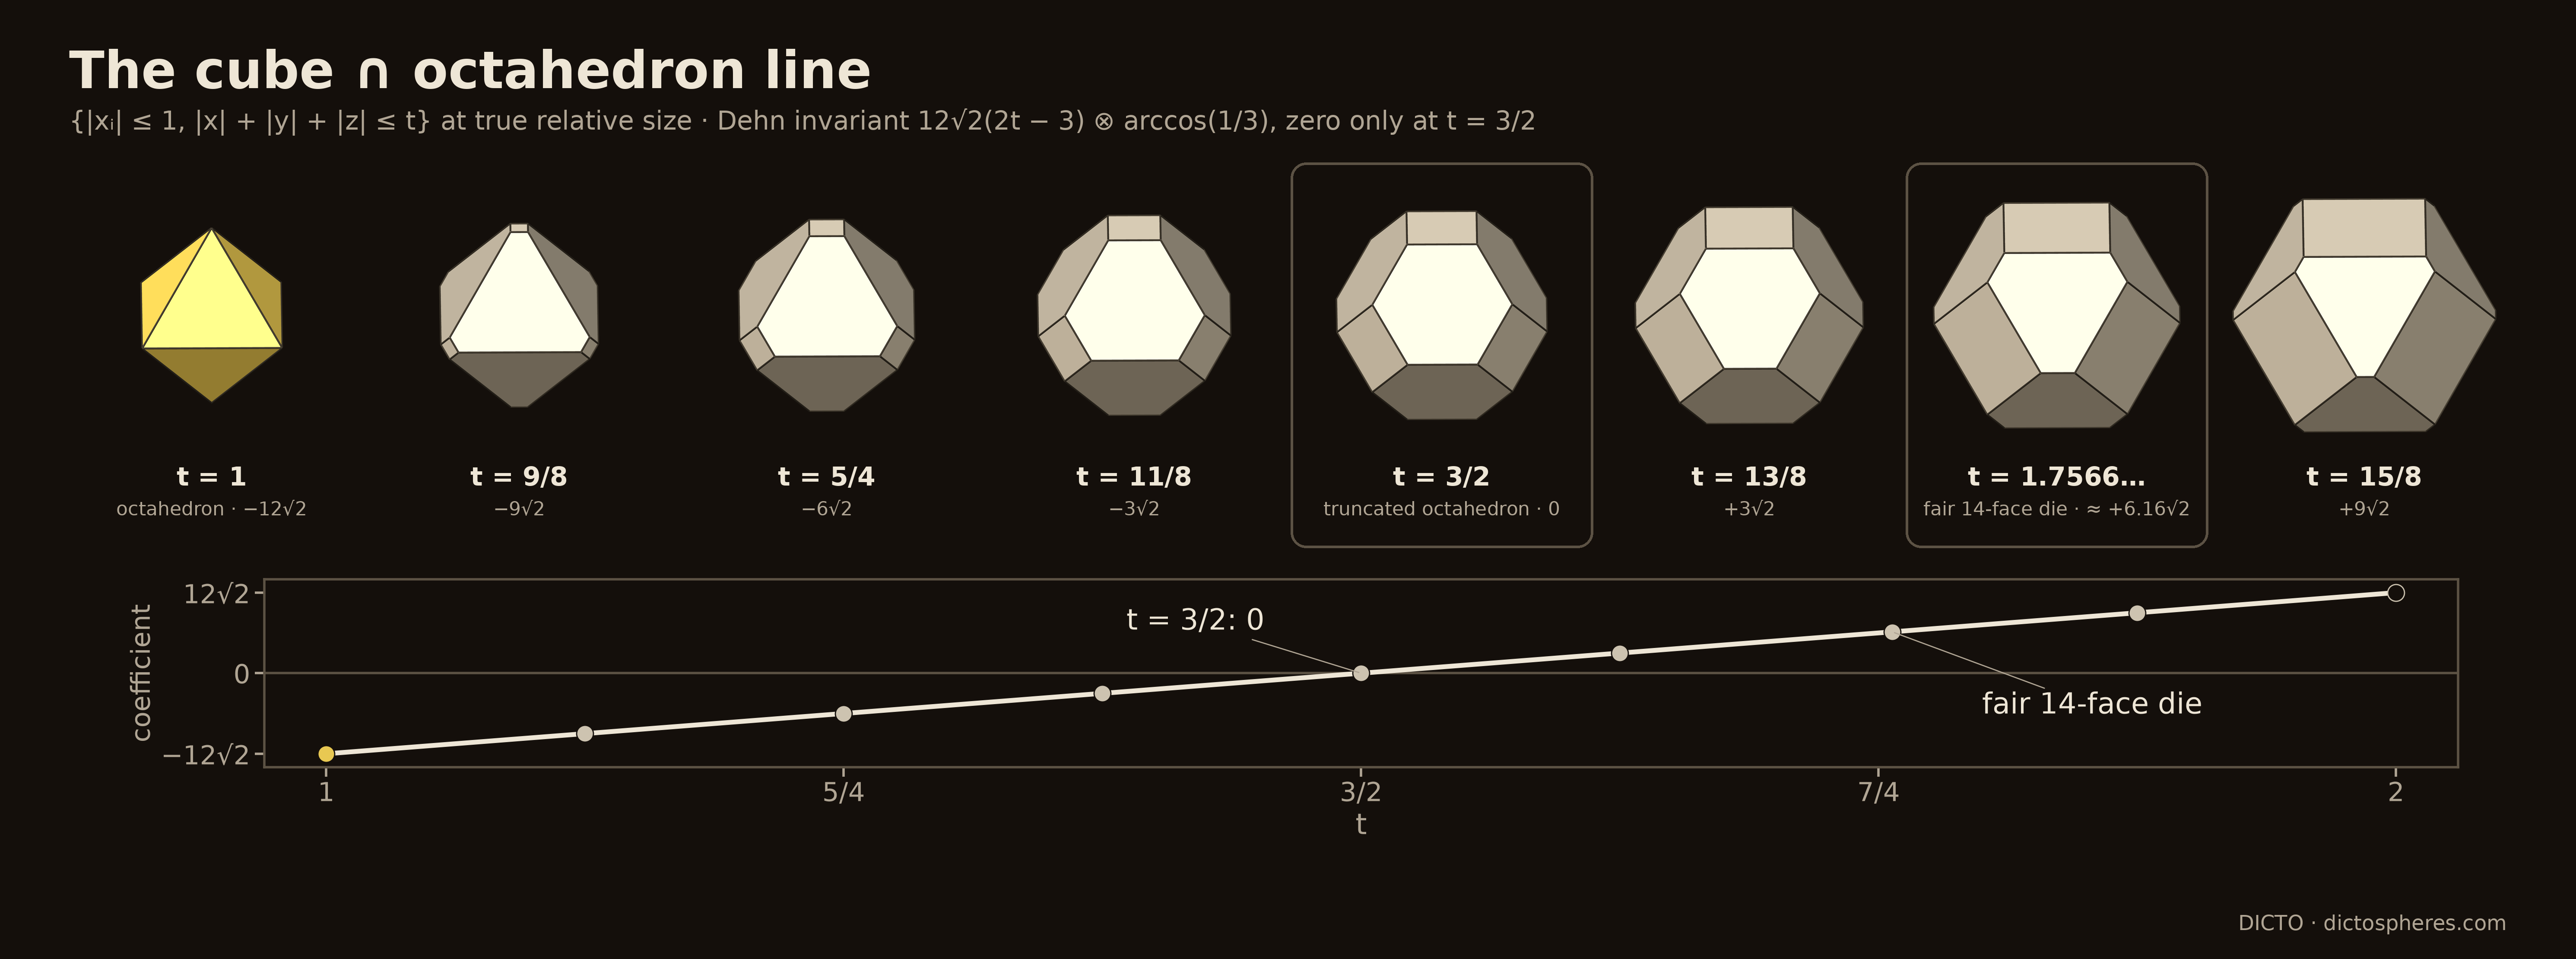 The cube ∩ octahedron line
{|xᵢ| ≤ 1, |x| + |y| + |z| ≤ t} at true relative size · Dehn invariant 12√2(2t − 3) ⊗ arccos(1/3), zero only at t = 3/2
t = 1
octahedron · −12√2
t = 9/8
−9√2
t = 5/4
−6√2
t = 11/8
−3√2
t = 3/2
truncated octahedron · 0
t = 13/8
+3√2
t = 1.7566…
fair 14-face die · ≈ +6.16√2
t = 15/8
+9√2
coefficient
12√2
0
−12√2
t = 3/2: 0
fair 14-face die
1
5/4
3/2
7/4
2
t
DICTO · dictospheres.com